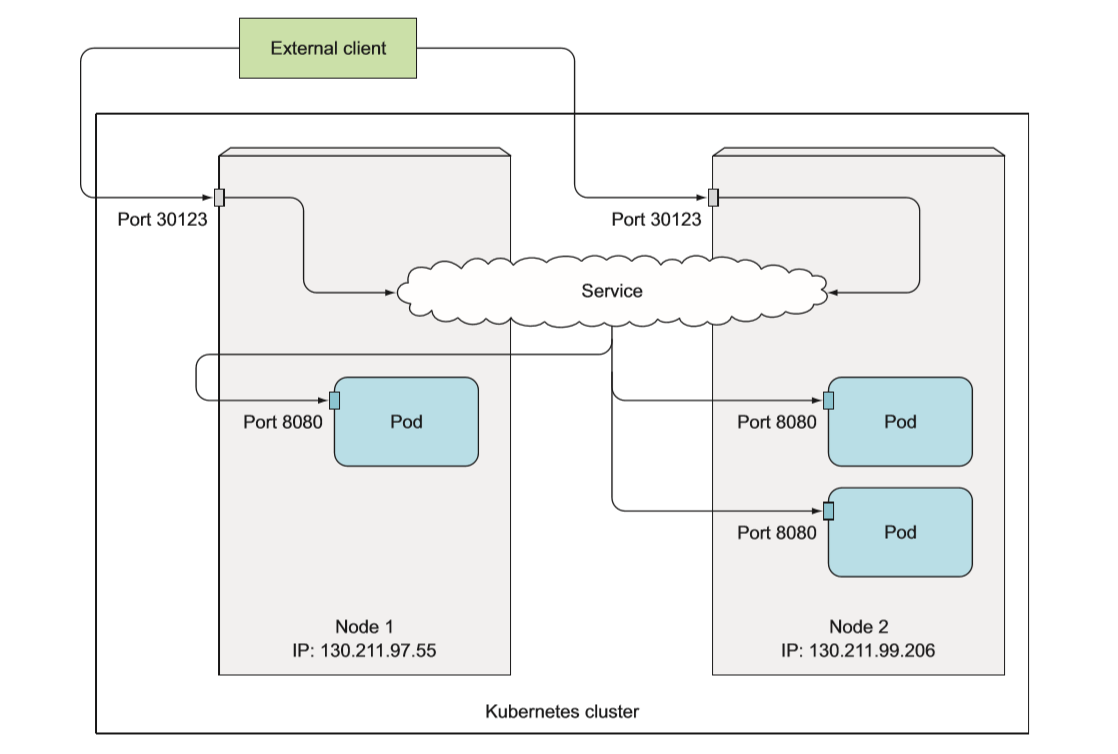 External client
Port 30123
Port 30123
Service
Port 8080
Pod
Port 8080
Pod
Port 8080
Pod
Node 1
IP: 130.211.97.55
Node 2
IP: 130.211.99.206
Kubernetes cluster